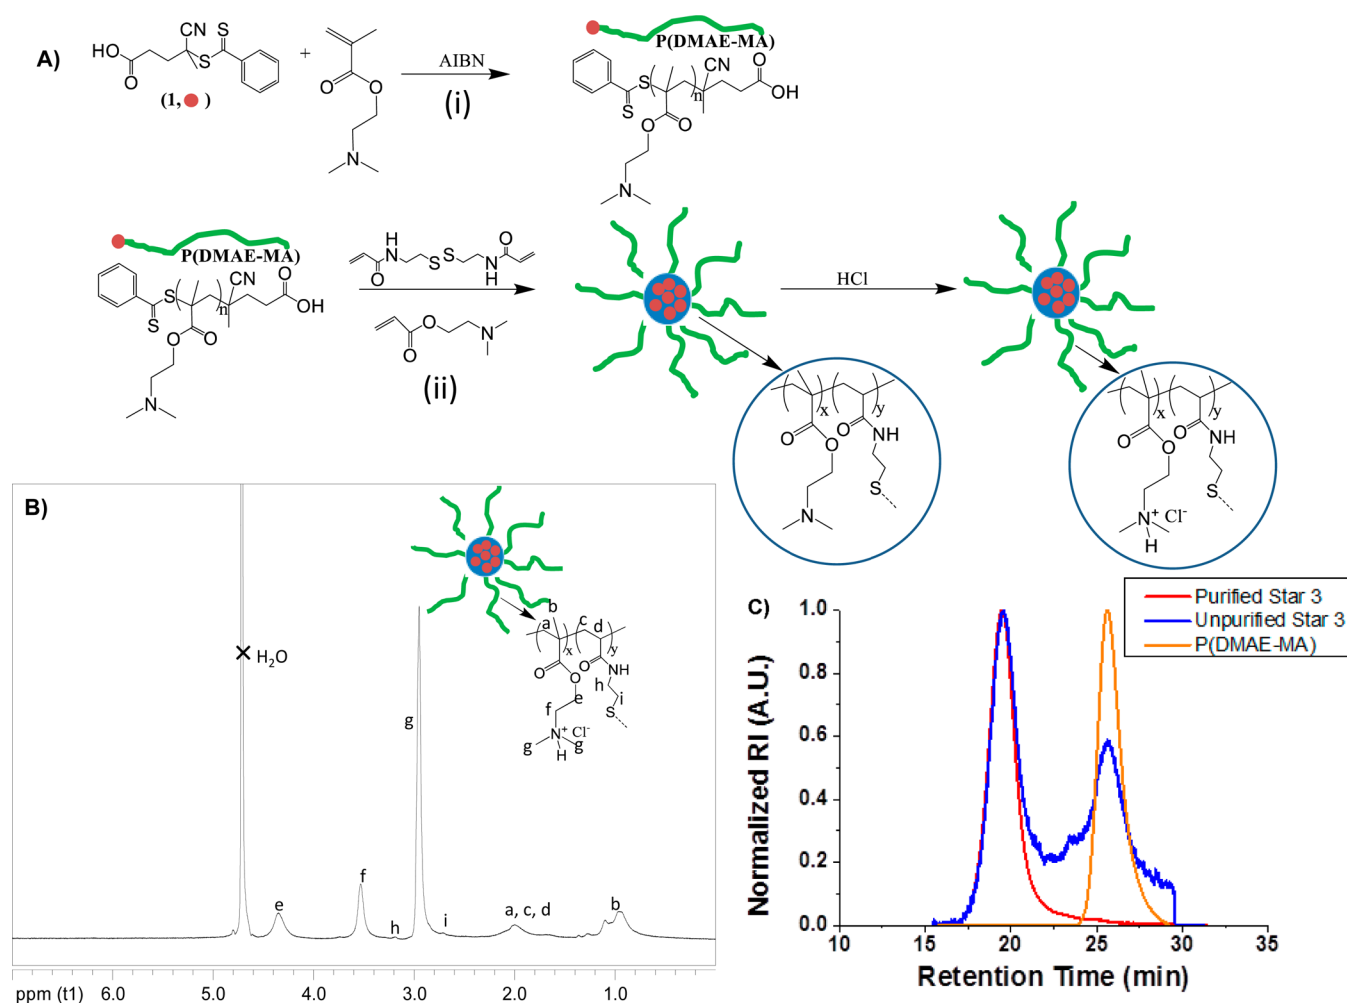 A)
HO
O
CN
S
S
(1, )
+
O
O
N
AIBN
(i)
P(DMAE-MA)
S
S
n
CN
O
OH
O
O
N
P(DMAE-MA)
S
S
n
CN
O
OH
O
O
N
O
N
H
S
S
H
N
O
O
O
N
(ii)
HCl
x
y
O
O
O
NH
S
N
x
y
O
O
O
NH
S
N+ Cl-
H
B)
H2O
g
f
e
h
i
a, c, d
b
b
a
c
d
x
y
O
O
O
NH
h
i
e
f
S
N+ Cl-
g
g
H
ppm (t1)
6.0
5.0
4.0
3.0
2.0
1.0
C)
Purified Star 3
Unpurified Star 3
P(DMAE-MA)
Normalized RI (A.U.)
1.0
0.8
0.6
0.4
0.2
0.0
10
15
20
25
30
35
Retention Time (min)